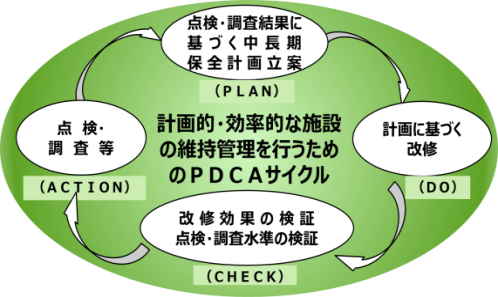 点検・調査結果に
基づく中長期
保全計画立案
（ＰＬＡＮ）
計画的・効率的な施設
の維持管理を行うため
のＰＤＣＡサイクル
点検・
調査等
（ＡＣＴＩＯＮ）
計画に基づく
改修
（ＤＯ）
改修効果の検証
点検・調査水準の検証
（ＣＨＥＣＫ）